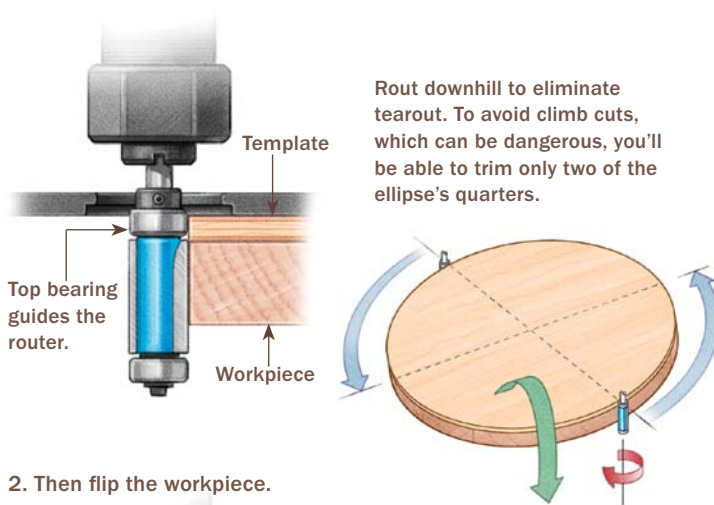 Rout downhill to eliminate
tearout. To avoid climb cuts,
which can be dangerous, you'll
be able to trim only two of the
ellipse's quarters.
Template
Top bearing
guides the
router.
Workpiece
2. Then flip the workpiece.